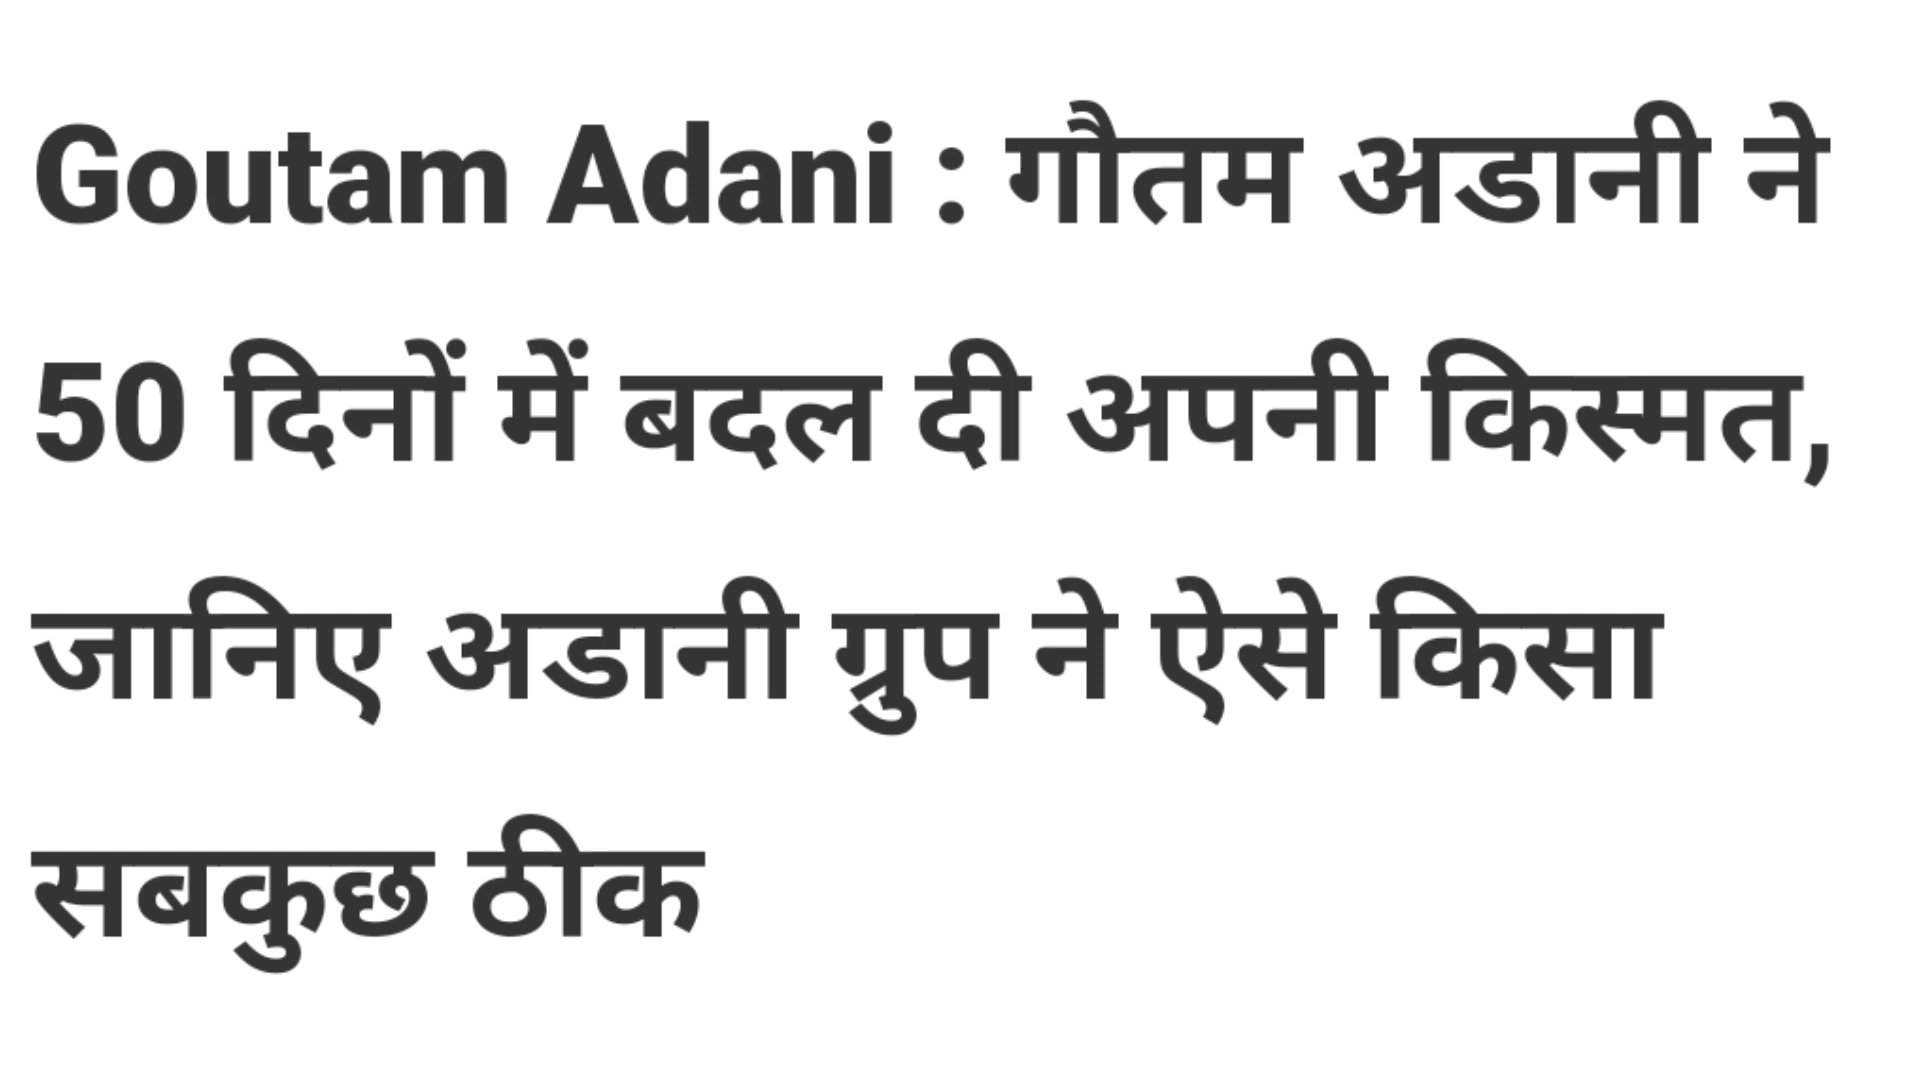 Goutam Adani : गौतम अडानी ने
50 दिनों में बदल दी अपनी किस्मत,
जानिए अडानी ग्रुप ने ऐसे किसा
सबकुछ ठीक